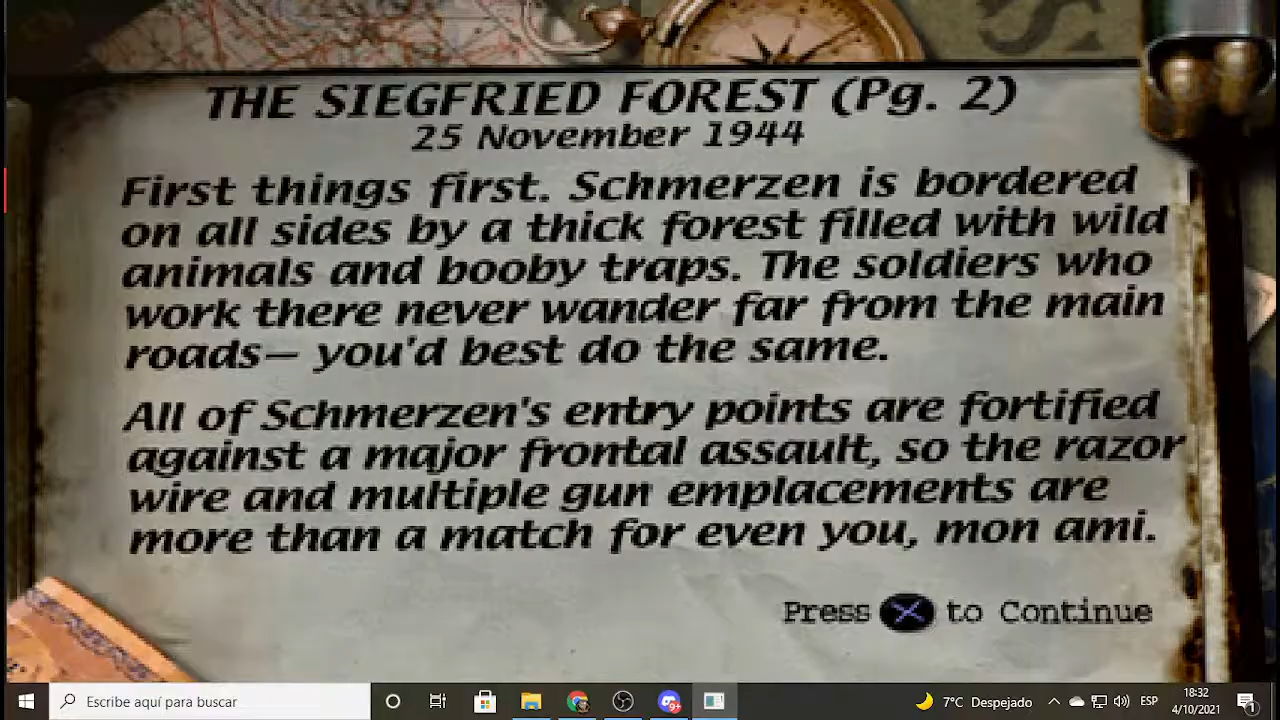 THE SIEGFRIED FOREST (Pg. 2)
25 November 1944
First things first. Schmerzen is bordered
on all sides by a thick forest filled with wild
animals and booby traps. The soldiers who
work there never wander far from the main
roads— you'd best do the same.
All of Schmerzen's entry points are fortified
against a major frontal assault, so the razor
wire and multiple gun emplacements are
more than a match for even you, mon ami.
Press X to Continue
Escribe aquí para buscar
9+
7°C Despejado
ESP
18:32
4/10/2021
1